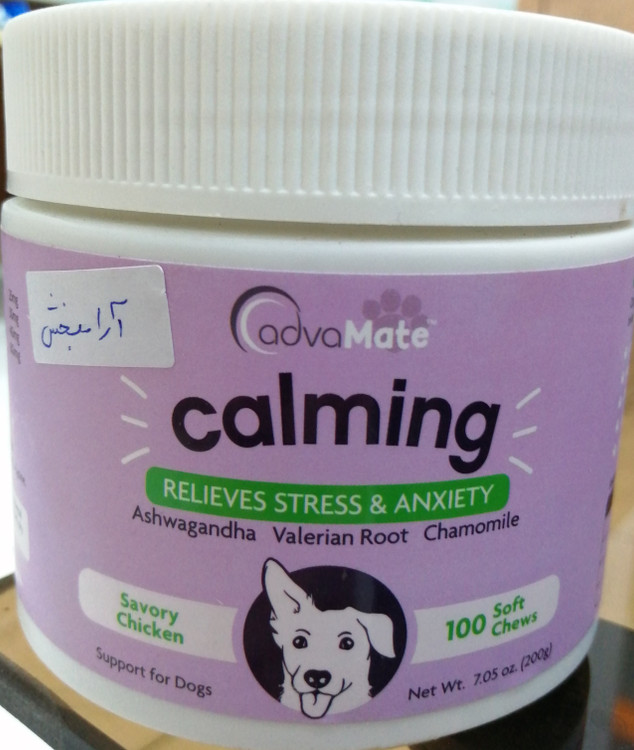 آرامبخش
advaMate™
calming
RELIEVES STRESS & ANXIETY
Ashwagandha Valerian Root Chamomile
Savory
Chicken
100 Soft
Chews
Support for Dogs
Net Wt. 7.05 oz. (200g)